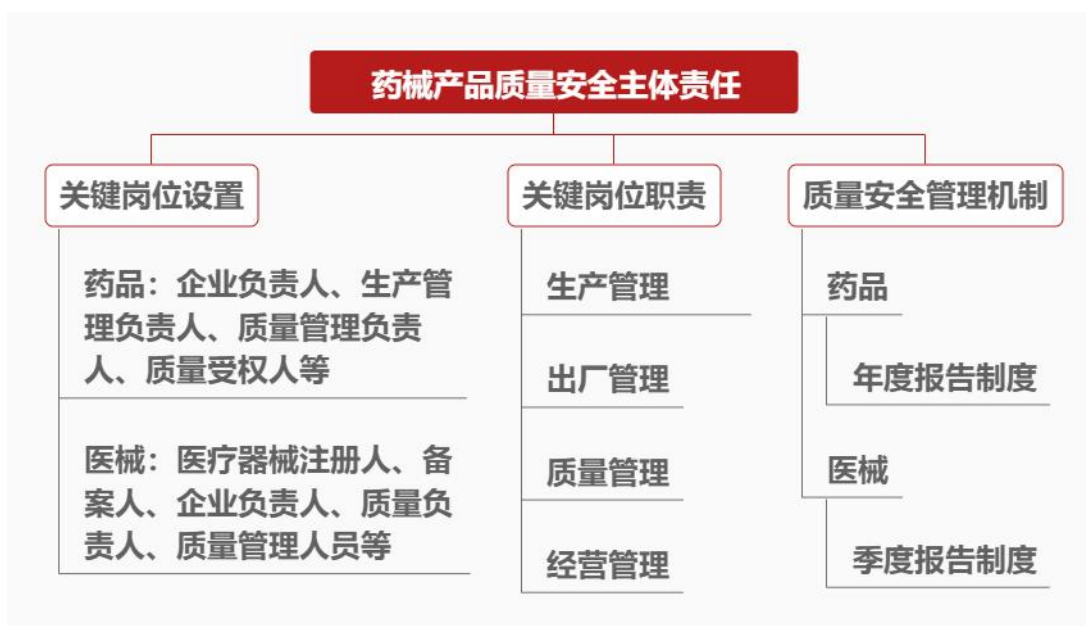 药械产品质量安全主体责任
关键岗位设置
药品：企业负责人、生产管
理负责人、质量管理负责
人、质量受权人等
医械：医疗器械注册人、备
案人、企业负责人、质量负
责人、质量管理人员等
关键岗位职责
生产管理
出厂管理
质量管理
经营管理
质量安全管理机制
药品
年度报告制度
医械
季度报告制度